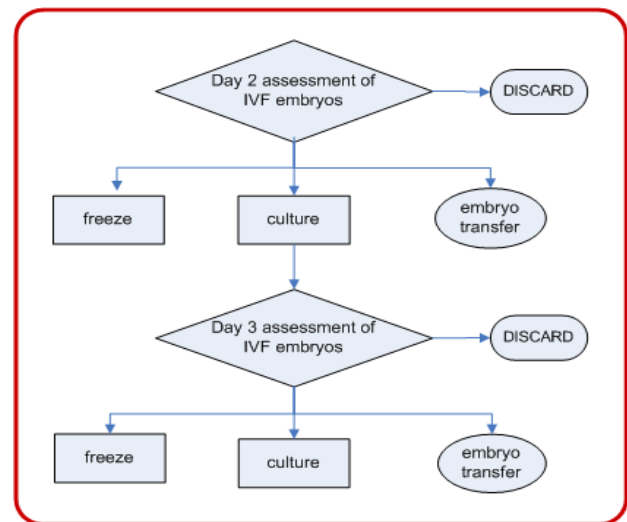 Day 2 assessment of
IVF embryos
DISCARD
freeze
culture
embryo
transfer
Day 3 assessment of
IVF embryos
DISCARD
freeze
culture
embryo
transfer